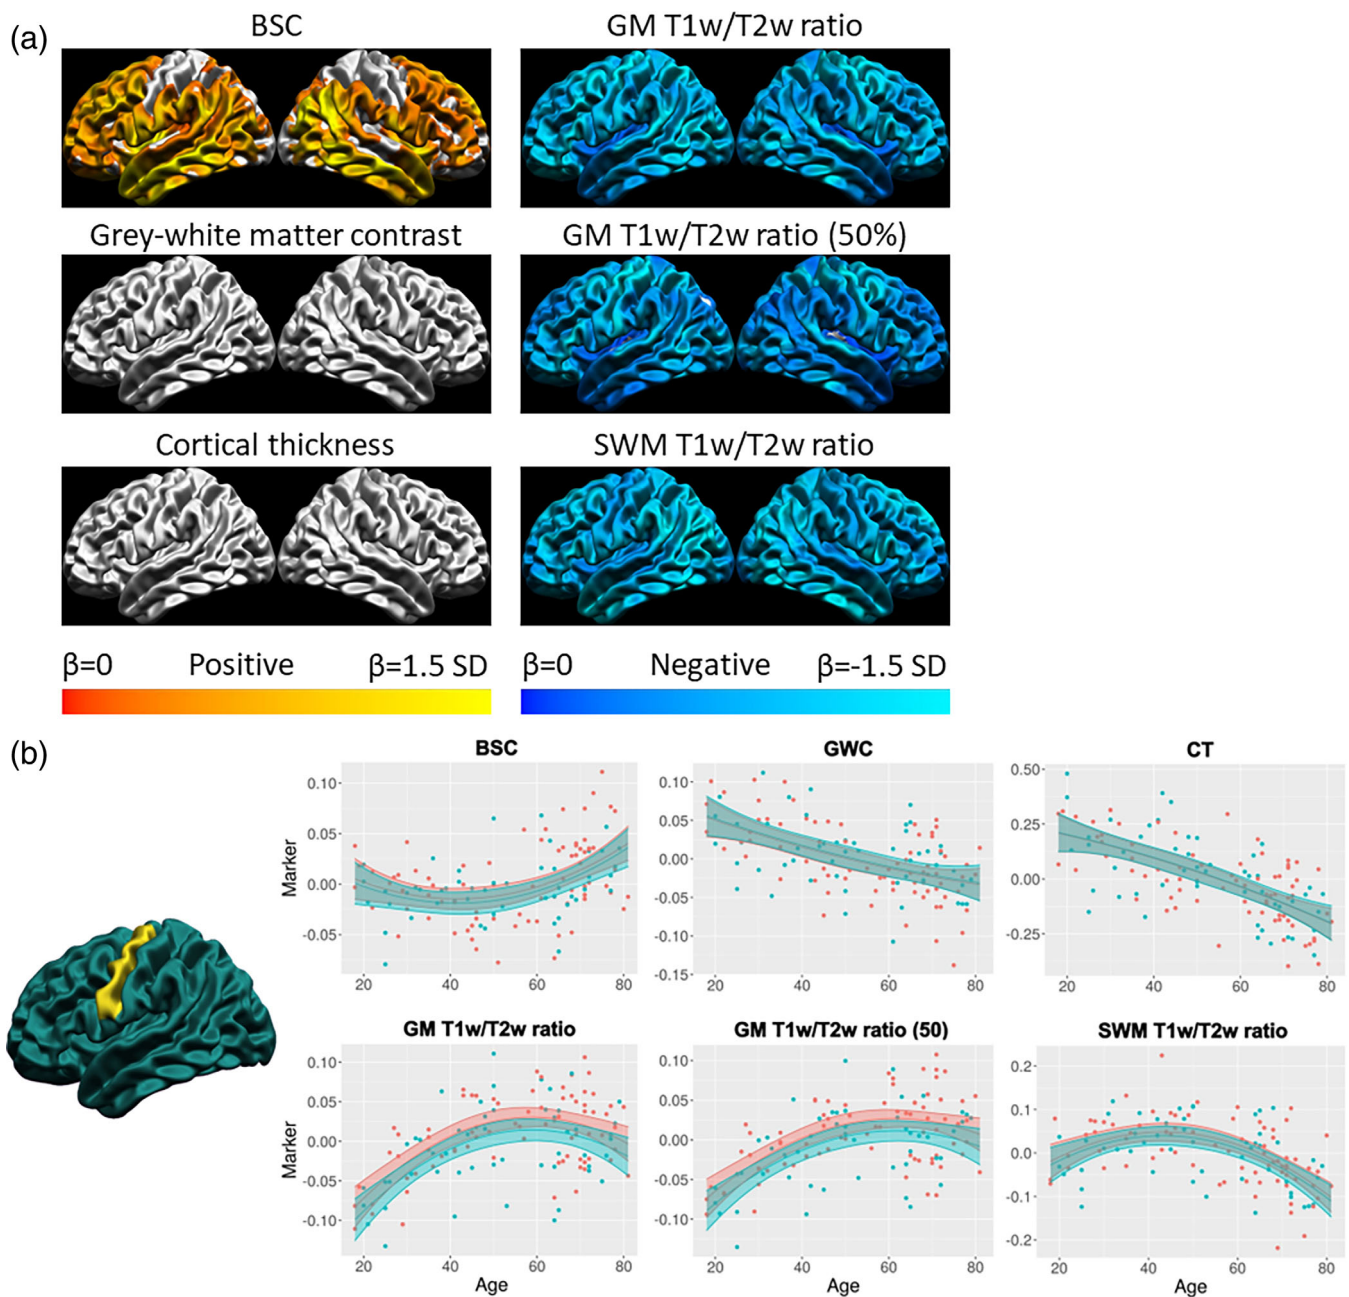 (a)
BSC
GM T1w/T2w ratio
Grey-white matter contrast
GM T1w/T2w ratio (50%)
Cortical thickness
SWM T1w/T2w ratio
β=0 Positive β=1.5 SD
β=0 Negative β=-1.5 SD
(b)
BSC
Marker
0.10
0.05
0.00
-0.05
20 40 60 80
GWC
0.10
0.05
0.00
-0.05
-0.10
-0.15
20 40 60 80
CT
0.50
0.25
0.00
-0.25
20 40 60 80
GM T1w/T2w ratio
Marker
0.10
0.05
0.00
-0.05
-0.10
20 40 60 80
Age
GM T1w/T2w ratio (50)
0.10
0.05
0.00
-0.05
-0.10
20 40 60 80
Age
SWM T1w/T2w ratio
0.2
0.1
0.0
-0.1
-0.2
20 40 60 80
Age